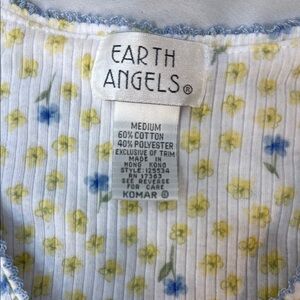 EARTH
ANGELS®
MEDIUM
60% COTTON
40% POLYESTER
EXCLUSIVE OF TRIM
MADE IN
HONG KONG
STYLE: 125534
RN 17363
SEE REVERSE
FOR CARE
KOMAR ®